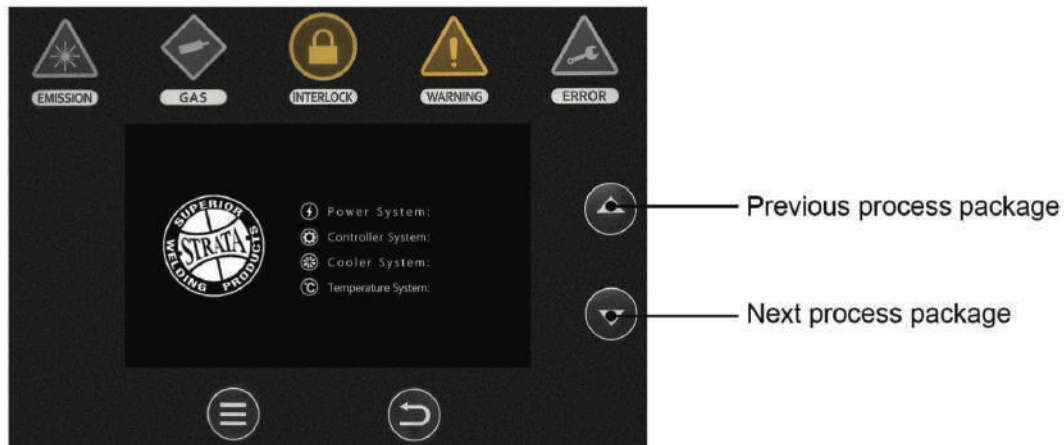 EMISSION
GAS
INTERLOCK
WARNING
ERROR
SUPERIOR
STRATA
WELDING PRODUCTS
Power System:
Controller System:
Cooler System:
°C Temperature System:
Previous process package
Next process package